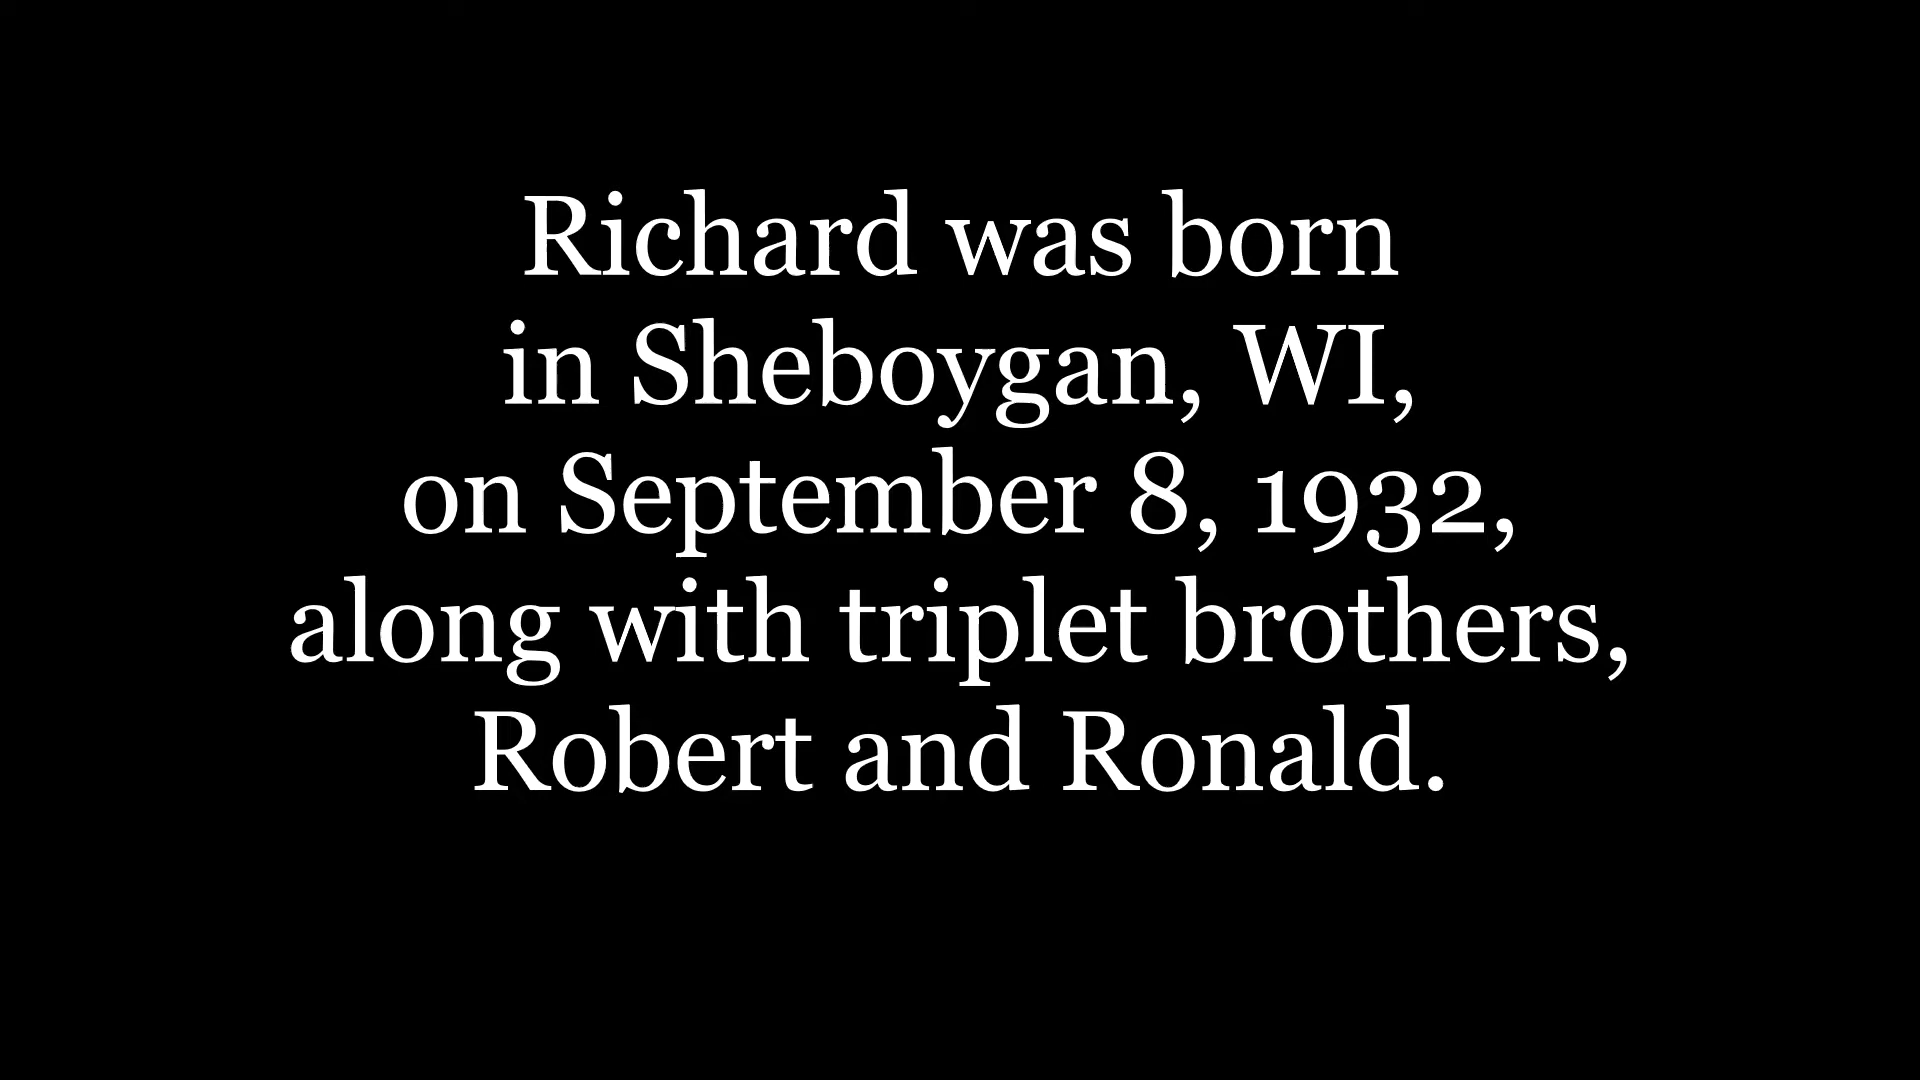 Richard was born
in Sheboygan, WI,
on September 8, 1932,
along with triplet brothers,
Robert and Ronald.